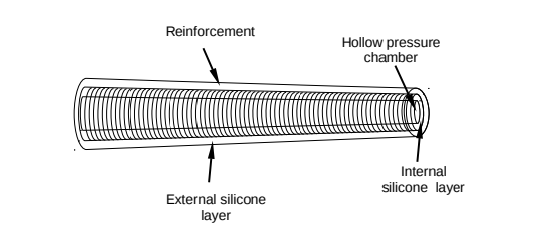 Reinforcement
Hollow pressure
chamber
Internal
silicone layer
External silicone
layer